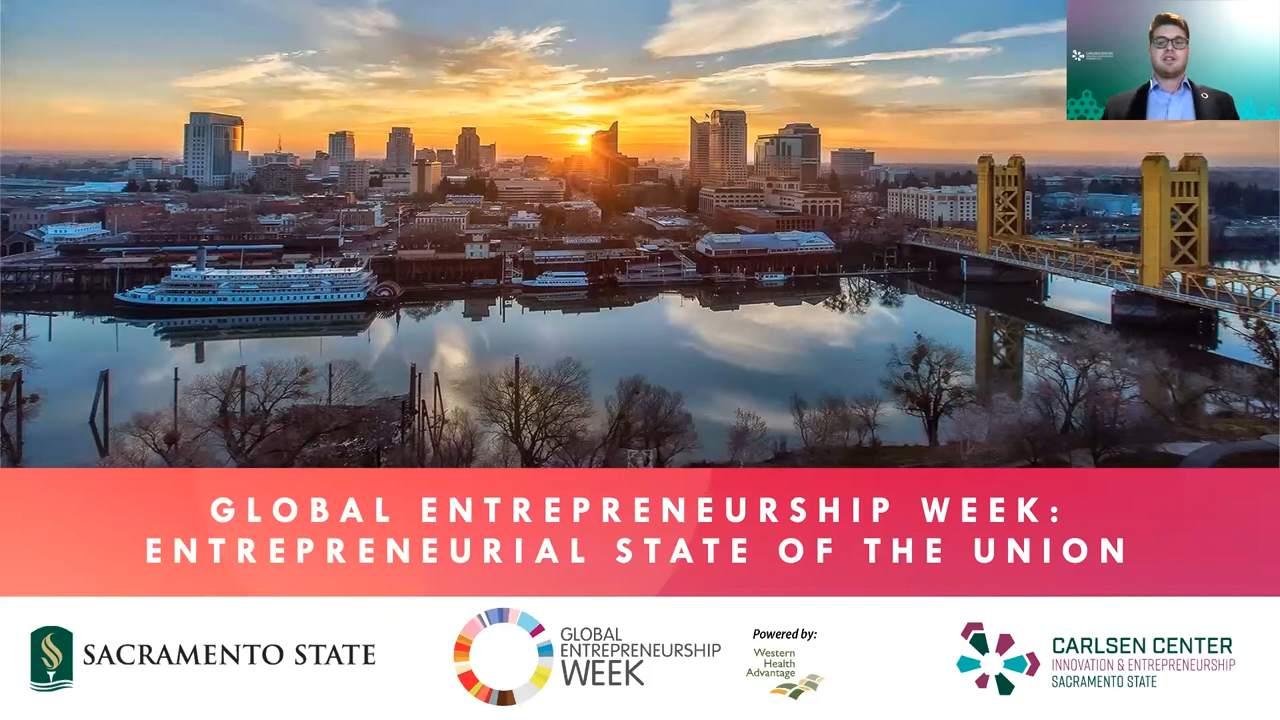 GLOBAL ENTREPRENEURSHIP WEEK:
ENTREPRENEURIAL STATE OF THE UNION
SACRAMENTO STATE
GLOBAL
ENTREPRENEURSHIP
WEEK
Powered by:
Western
Health
Advantage
CARLSEN CENTER
INNOVATION & ENTREPRENEURSHIP
SACRAMENTO STATE